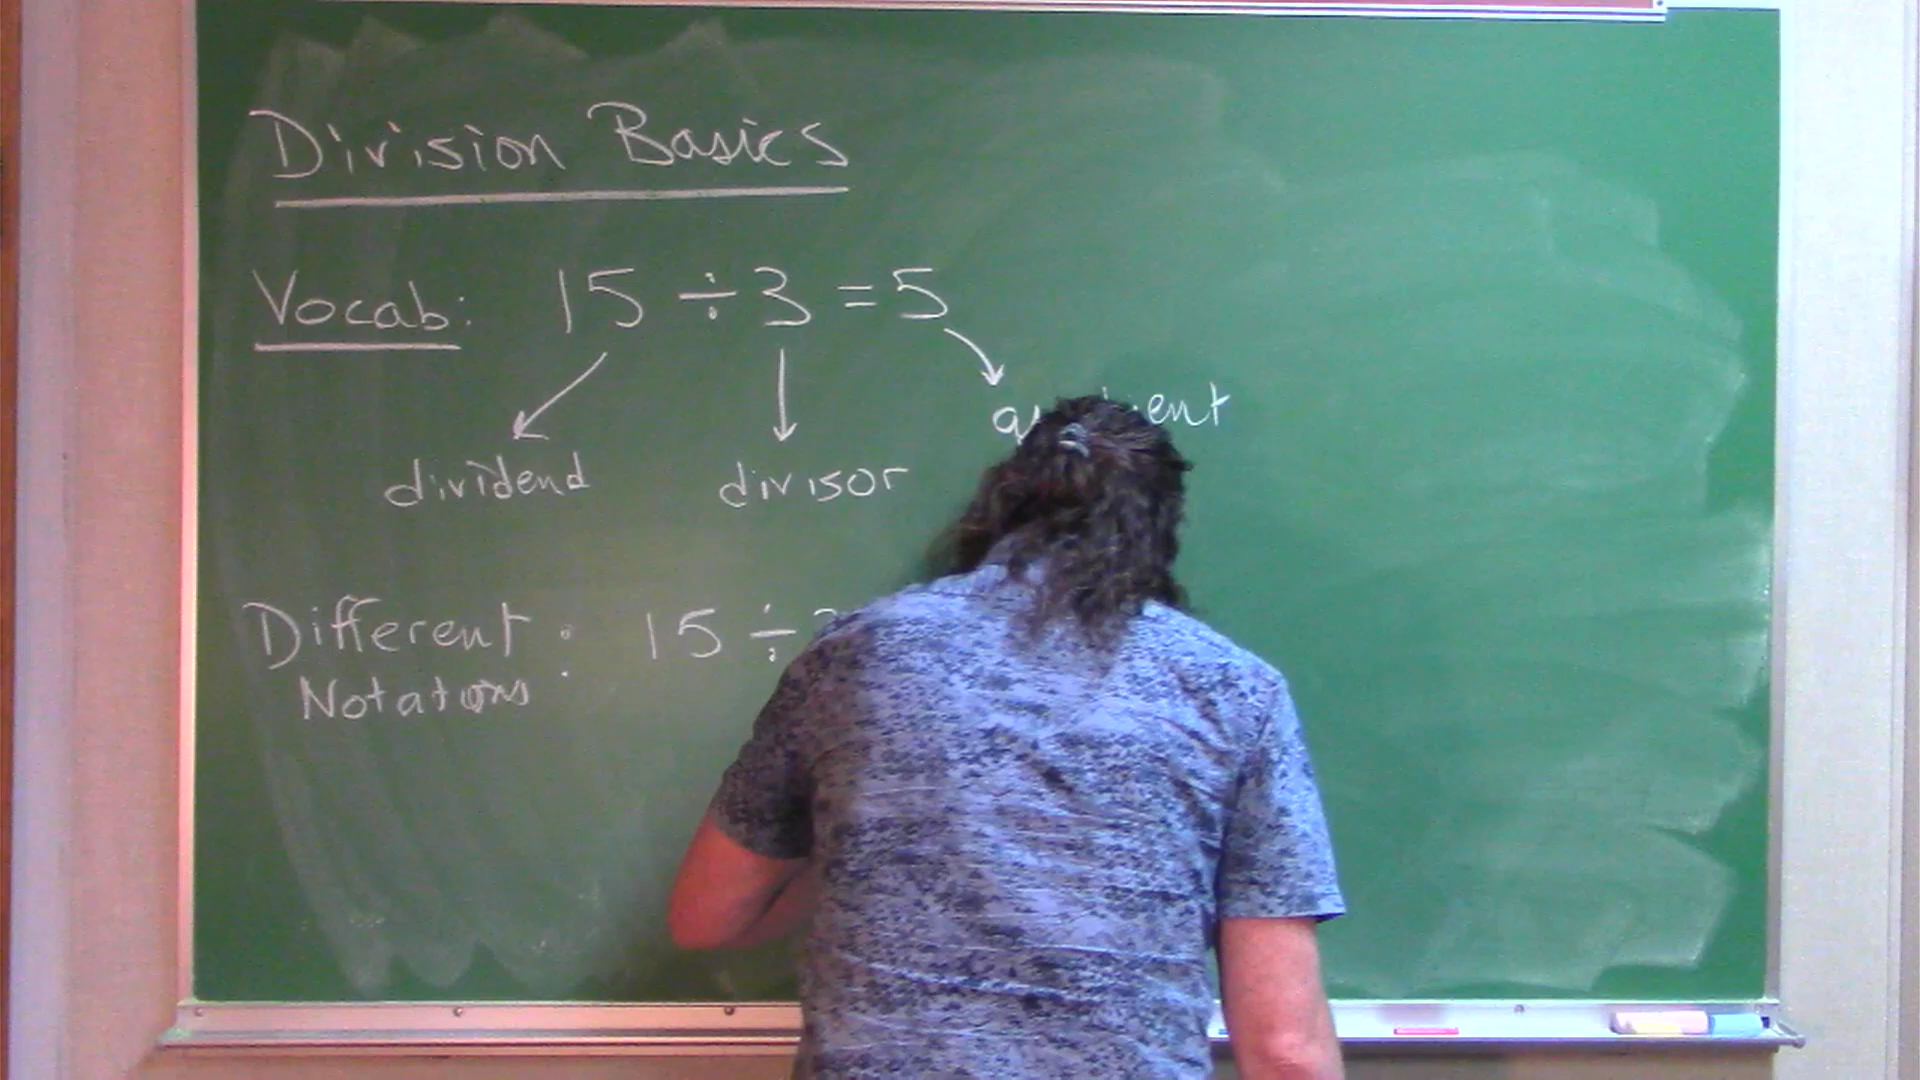 Division Basics
Vocab: 15 ÷ 3 = 5
dividend divisor
Different : 15 ÷
Notations